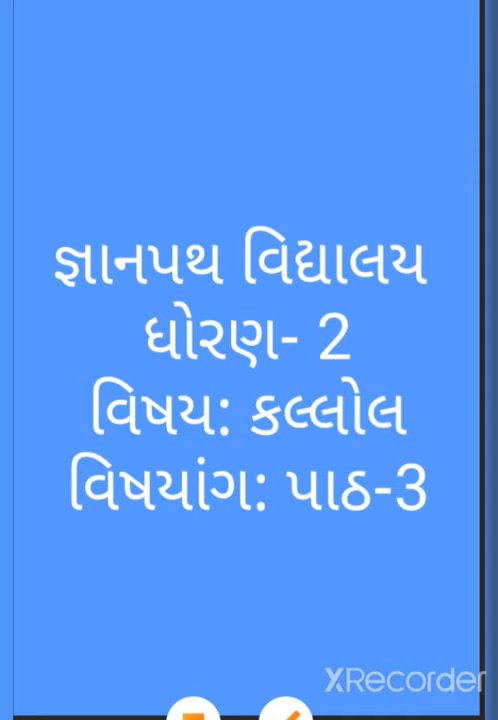 જ્ઞાનપથ વિદ્યાલય
ધોરણ- 2
વિષય: કલ્લોલ
વિષયાંગ: પાઠ-3
XRecorder